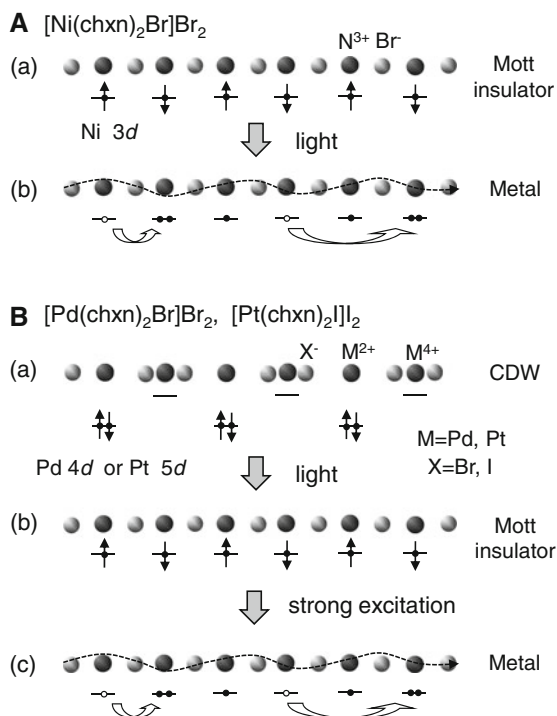 A [Ni(chxn)₂Br]Br₂
N³⁺ Br⁻
(a)
Mott
insulator
Ni 3d
light
(b)
Metal
B [Pd(chxn)₂Br]Br₂, [Pt(chxn)₂I]I₂
X⁻ M²⁺ M⁴⁺
(a)
CDW
Pd 4d or Pt 5d
M=Pd, Pt
X=Br, I
light
(b)
Mott
insulator
strong excitation
(c)
Metal